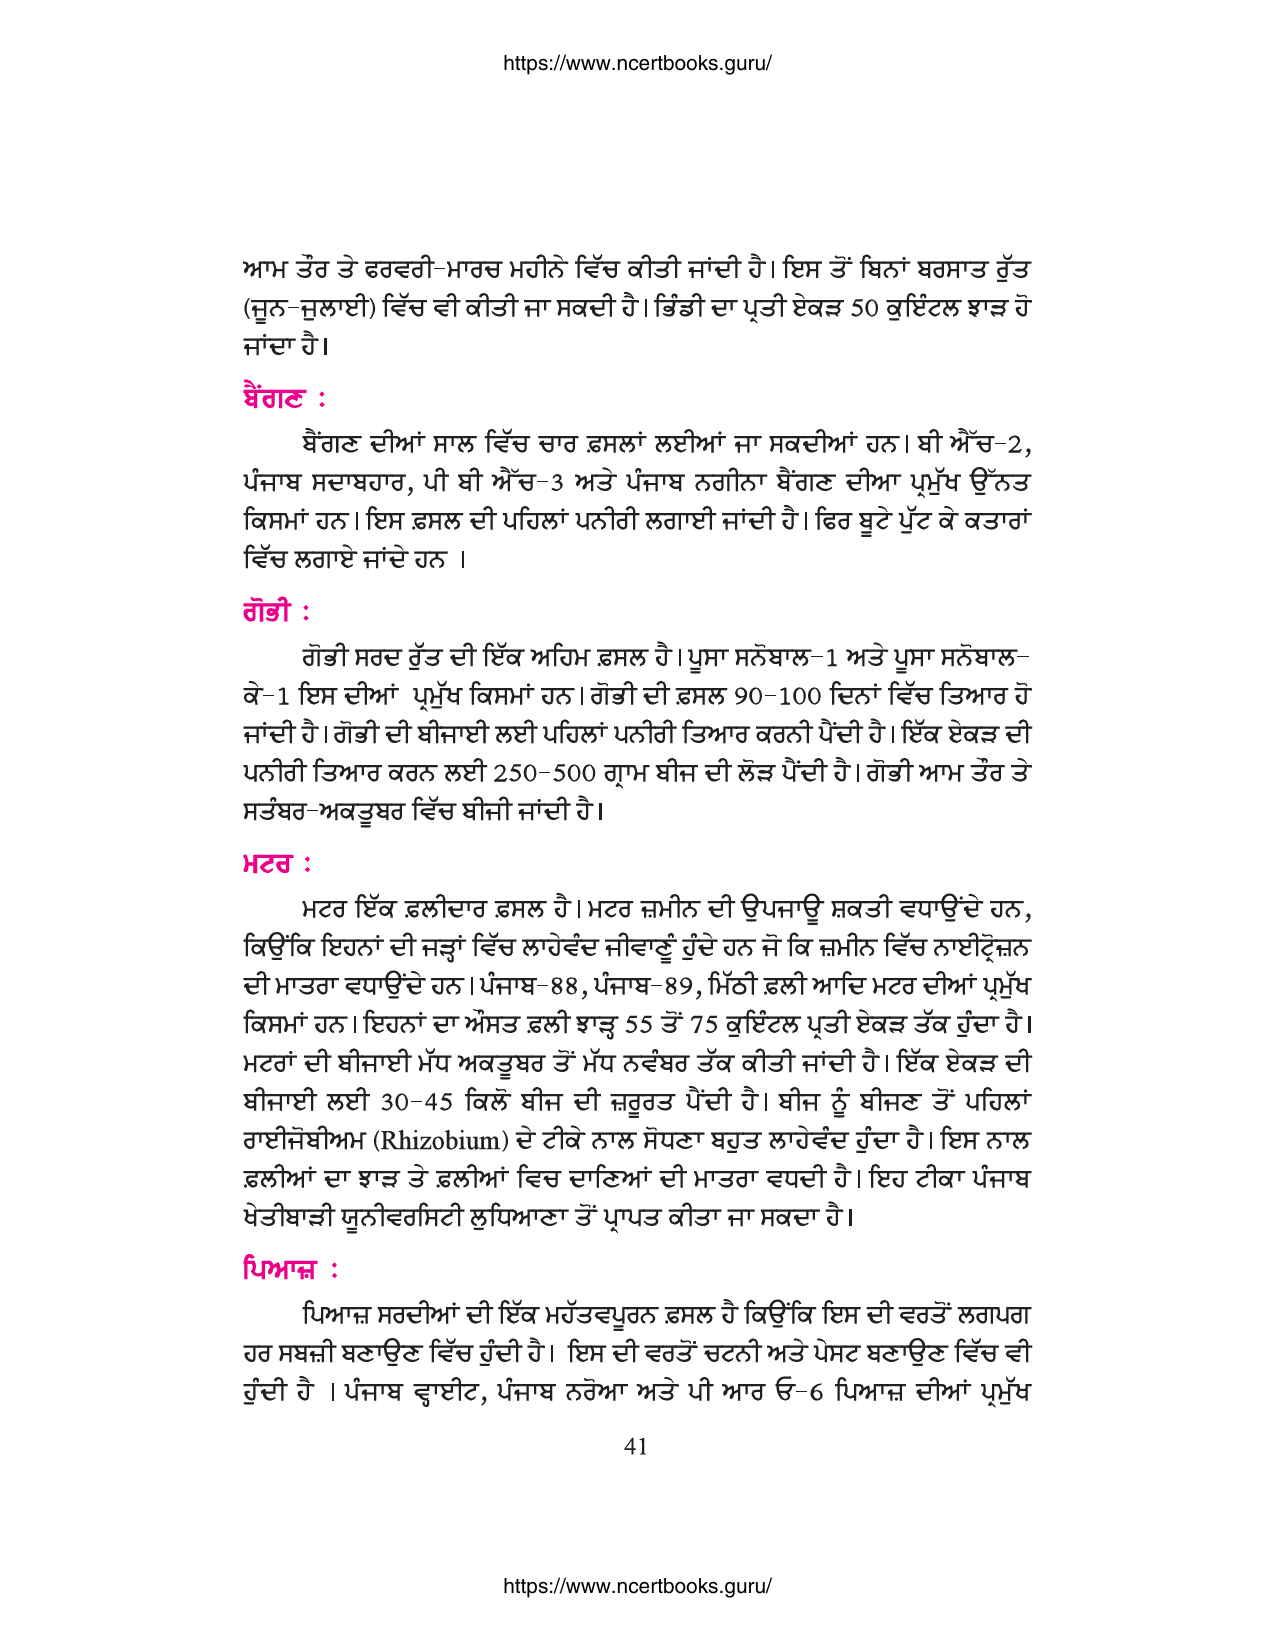 https://www.ncertbooks.guru/
ਆਮ ਤੌਰ ਤੇ ਫਰਵਰੀ-ਮਾਰਚ ਮਹੀਨੇ ਵਿੱਚ ਕੀਤੀ ਜਾਂਦੀ ਹੈ। ਇਸ ਤੋਂ ਬਿਨਾਂ ਬਰਸਾਤ ਰੁੱਤ
(ਜੂਨ-ਜੁਲਾਈ) ਵਿੱਚ ਵੀ ਕੀਤੀ ਜਾ ਸਕਦੀ ਹੈ। ਭਿੰਡੀ ਦਾ ਪ੍ਰਤੀ ਏਕੜ 50 ਕੁਇੰਟਲ ਝਾੜ ਹੋ
ਜਾਂਦਾ ਹੈ।
ਬੈਂਗਣ :
ਬੈਂਗਣ ਦੀਆਂ ਸਾਲ ਵਿੱਚ ਚਾਰ ਫ਼ਸਲਾਂ ਲਈਆਂ ਜਾ ਸਕਦੀਆਂ ਹਨ। ਬੀ ਐੱਚ-2,
ਪੰਜਾਬ ਸਦਾਬਹਾਰ, ਪੀ ਬੀ ਐੱਚ-3 ਅਤੇ ਪੰਜਾਬ ਨਗੀਨਾ ਬੈਂਗਣ ਦੀਆ ਪ੍ਰਮੁੱਖ ਉੱਨਤ
ਕਿਸਮਾਂ ਹਨ। ਇਸ ਫ਼ਸਲ ਦੀ ਪਹਿਲਾਂ ਪਨੀਰੀ ਲਗਾਈ ਜਾਂਦੀ ਹੈ। ਫਿਰ ਬੂਟੇ ਪੁੱਟ ਕੇ ਕਤਾਰਾਂ
ਵਿੱਚ ਲਗਾਏ ਜਾਂਦੇ ਹਨ ।
ਗੋਭੀ :
ਗੋਭੀ ਸਰਦ ਰੁੱਤ ਦੀ ਇੱਕ ਅਹਿਮ ਫ਼ਸਲ ਹੈ। ਪੂਸਾ ਸਨੋਬਾਲ-1 ਅਤੇ ਪੂਸਾ ਸਨੋਬਾਲ-
ਕੇ-1 ਇਸ ਦੀਆਂ ਪ੍ਰਮੁੱਖ ਕਿਸਮਾਂ ਹਨ। ਗੋਭੀ ਦੀ ਫ਼ਸਲ 90-100 ਦਿਨਾਂ ਵਿੱਚ ਤਿਆਰ ਹੋ
ਜਾਂਦੀ ਹੈ। ਗੋਭੀ ਦੀ ਬੀਜਾਈ ਲਈ ਪਹਿਲਾਂ ਪਨੀਰੀ ਤਿਆਰ ਕਰਨੀ ਪੈਂਦੀ ਹੈ। ਇੱਕ ਏਕੜ ਦੀ
ਪਨੀਰੀ ਤਿਆਰ ਕਰਨ ਲਈ 250-500 ਗ੍ਰਾਮ ਬੀਜ ਦੀ ਲੋੜ ਪੈਂਦੀ ਹੈ। ਗੋਭੀ ਆਮ ਤੌਰ ਤੇ
ਸਤੰਬਰ-ਅਕਤੂਬਰ ਵਿੱਚ ਬੀਜੀ ਜਾਂਦੀ ਹੈ।
ਮਟਰ :
ਮਟਰ ਇੱਕ ਫ਼ਲੀਦਾਰ ਫ਼ਸਲ ਹੈ। ਮਟਰ ਜ਼ਮੀਨ ਦੀ ਉਪਜਾਊ ਸ਼ਕਤੀ ਵਧਾਉਂਦੇ ਹਨ,
ਕਿਉਂਕਿ ਇਹਨਾਂ ਦੀ ਜੜ੍ਹਾਂ ਵਿੱਚ ਲਾਹੇਵੰਦ ਜੀਵਾਣੂੰ ਹੁੰਦੇ ਹਨ ਜੋ ਕਿ ਜ਼ਮੀਨ ਵਿੱਚ ਨਾਈਟ੍ਰੋਜ਼ਨ
ਦੀ ਮਾਤਰਾ ਵਧਾਉਂਦੇ ਹਨ। ਪੰਜਾਬ-88, ਪੰਜਾਬ-89, ਮਿੱਠੀ ਫ਼ਲੀ ਆਦਿ ਮਟਰ ਦੀਆਂ ਪ੍ਰਮੁੱਖ
ਕਿਸਮਾਂ ਹਨ। ਇਹਨਾਂ ਦਾ ਔਸਤ ਫ਼ਲੀ ਝਾੜ੍ਹ 55 ਤੋਂ 75 ਕੁਇੰਟਲ ਪ੍ਰਤੀ ਏਕੜ ਤੱਕ ਹੁੰਦਾ ਹੈ।
ਮਟਰਾਂ ਦੀ ਬੀਜਾਈ ਮੱਧ ਅਕਤੂਬਰ ਤੋਂ ਮੱਧ ਨਵੰਬਰ ਤੱਕ ਕੀਤੀ ਜਾਂਦੀ ਹੈ। ਇੱਕ ਏਕੜ ਦੀ
ਬੀਜਾਈ ਲਈ 30-45 ਕਿਲੋ ਬੀਜ ਦੀ ਜ਼ਰੂਰਤ ਪੈਂਦੀ ਹੈ। ਬੀਜ ਨੂੰ ਬੀਜਣ ਤੋਂ ਪਹਿਲਾਂ
ਰਾਈਜੋਬੀਅਮ (Rhizobium) ਦੇ ਟੀਕੇ ਨਾਲ ਸੋਧਣਾ ਬਹੁਤ ਲਾਹੇਵੰਦ ਹੁੰਦਾ ਹੈ। ਇਸ ਨਾਲ
ਫ਼ਲੀਆਂ ਦਾ ਝਾੜ ਤੇ ਫ਼ਲੀਆਂ ਵਿਚ ਦਾਣਿਆਂ ਦੀ ਮਾਤਰਾ ਵਧਦੀ ਹੈ। ਇਹ ਟੀਕਾ ਪੰਜਾਬ
ਖੇਤੀਬਾੜੀ ਯੂਨੀਵਰਸਿਟੀ ਲੁਧਿਆਣਾ ਤੋਂ ਪ੍ਰਾਪਤ ਕੀਤਾ ਜਾ ਸਕਦਾ ਹੈ।
ਪਿਆਜ਼ :
ਪਿਆਜ਼ ਸਰਦੀਆਂ ਦੀ ਇੱਕ ਮਹੱਤਵਪੂਰਨ ਫ਼ਸਲ ਹੈ ਕਿਉਂਕਿ ਇਸ ਦੀ ਵਰਤੋਂ ਲਗਪਗ
ਹਰ ਸਬਜ਼ੀ ਬਣਾਉਣ ਵਿੱਚ ਹੁੰਦੀ ਹੈ। ਇਸ ਦੀ ਵਰਤੋਂ ਚਟਨੀ ਅਤੇ ਪੇਸਟ ਬਣਾਉਣ ਵਿੱਚ ਵੀ
ਹੁੰਦੀ ਹੈ । ਪੰਜਾਬ ਵ੍ਹਾਈਟ, ਪੰਜਾਬ ਨਰੋਆ ਅਤੇ ਪੀ ਆਰ ਓ-6 ਪਿਆਜ਼ ਦੀਆਂ ਪ੍ਰਮੁੱਖ
41
https://www.ncertbooks.guru/